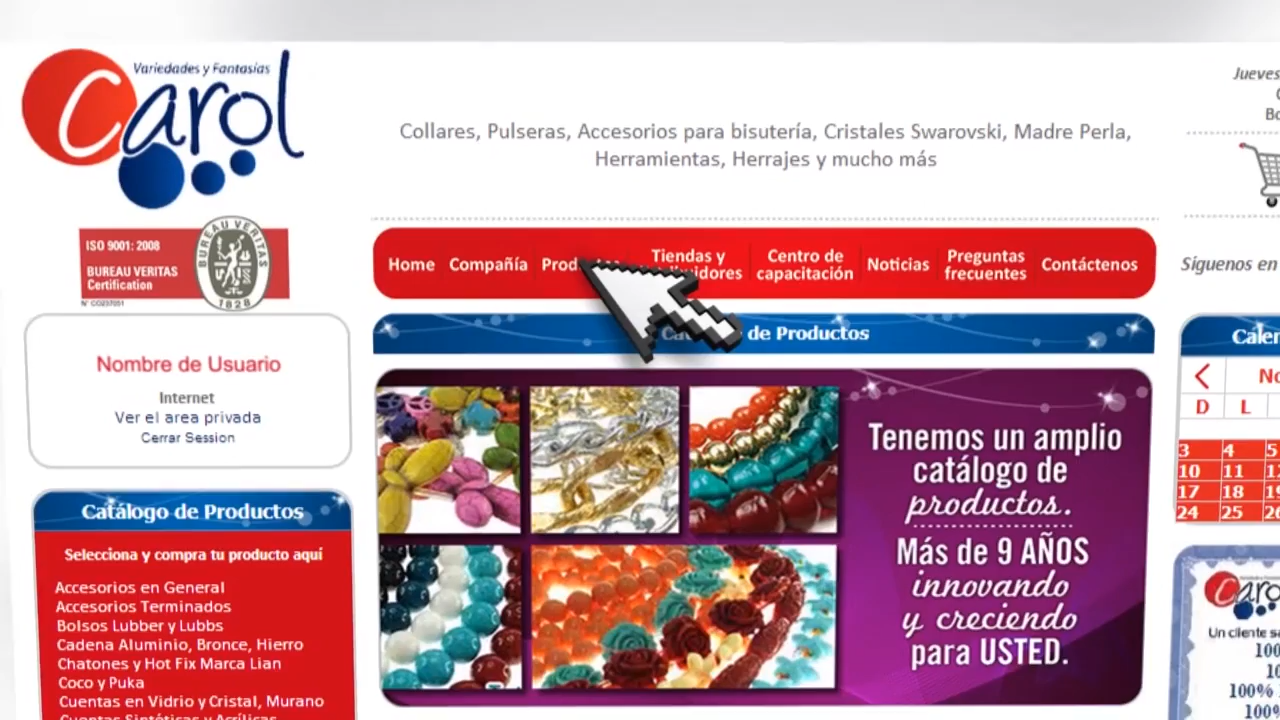 Variedades y Fantasías
Carol
Collares, Pulseras, Accesorios para bisutería, Cristales Swarovski, Madre Perla,
Herramientas, Herrajes y mucho más
Jueves
ISO 9001: 2008
BUREAU VERITAS
Certification
BUREAU VERITAS
1828
Home
Compañía
Tiendas y
Centro de
capacitación
Noticias
Preguntas
frecuentes
Contáctenos
Síguenos en
de Productos
Nombre de Usuario
Internet
Ver el area privada
Cerrar Session
Catálogo de Productos
Selecciona y compra tu producto aquí
Accesorios en General
Accesorios Terminados
Bolsos Lubber y Lubbs
Cadena Aluminio, Bronce, Hierro
Chatones y Hot Fix Marca Lian
Coco y Puka
Cuentas en Vidrio y Cristal, Murano
Cuentas Sintéticas y Acrílicas
Tenemos un amplio
catálogo de
productos.
Más de 9 AÑOS
innovando
y creciendo
para USTED.
D L
3 4
10 11
17 18
24 25
Un cliente